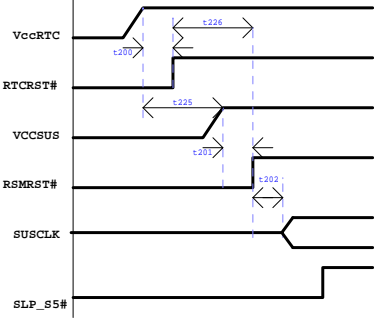 t226
VccRTC
t200
RTCRST#
t225
VCCSUS
t201
RSMRST#
t202
SUSCLK
SLP_S5#